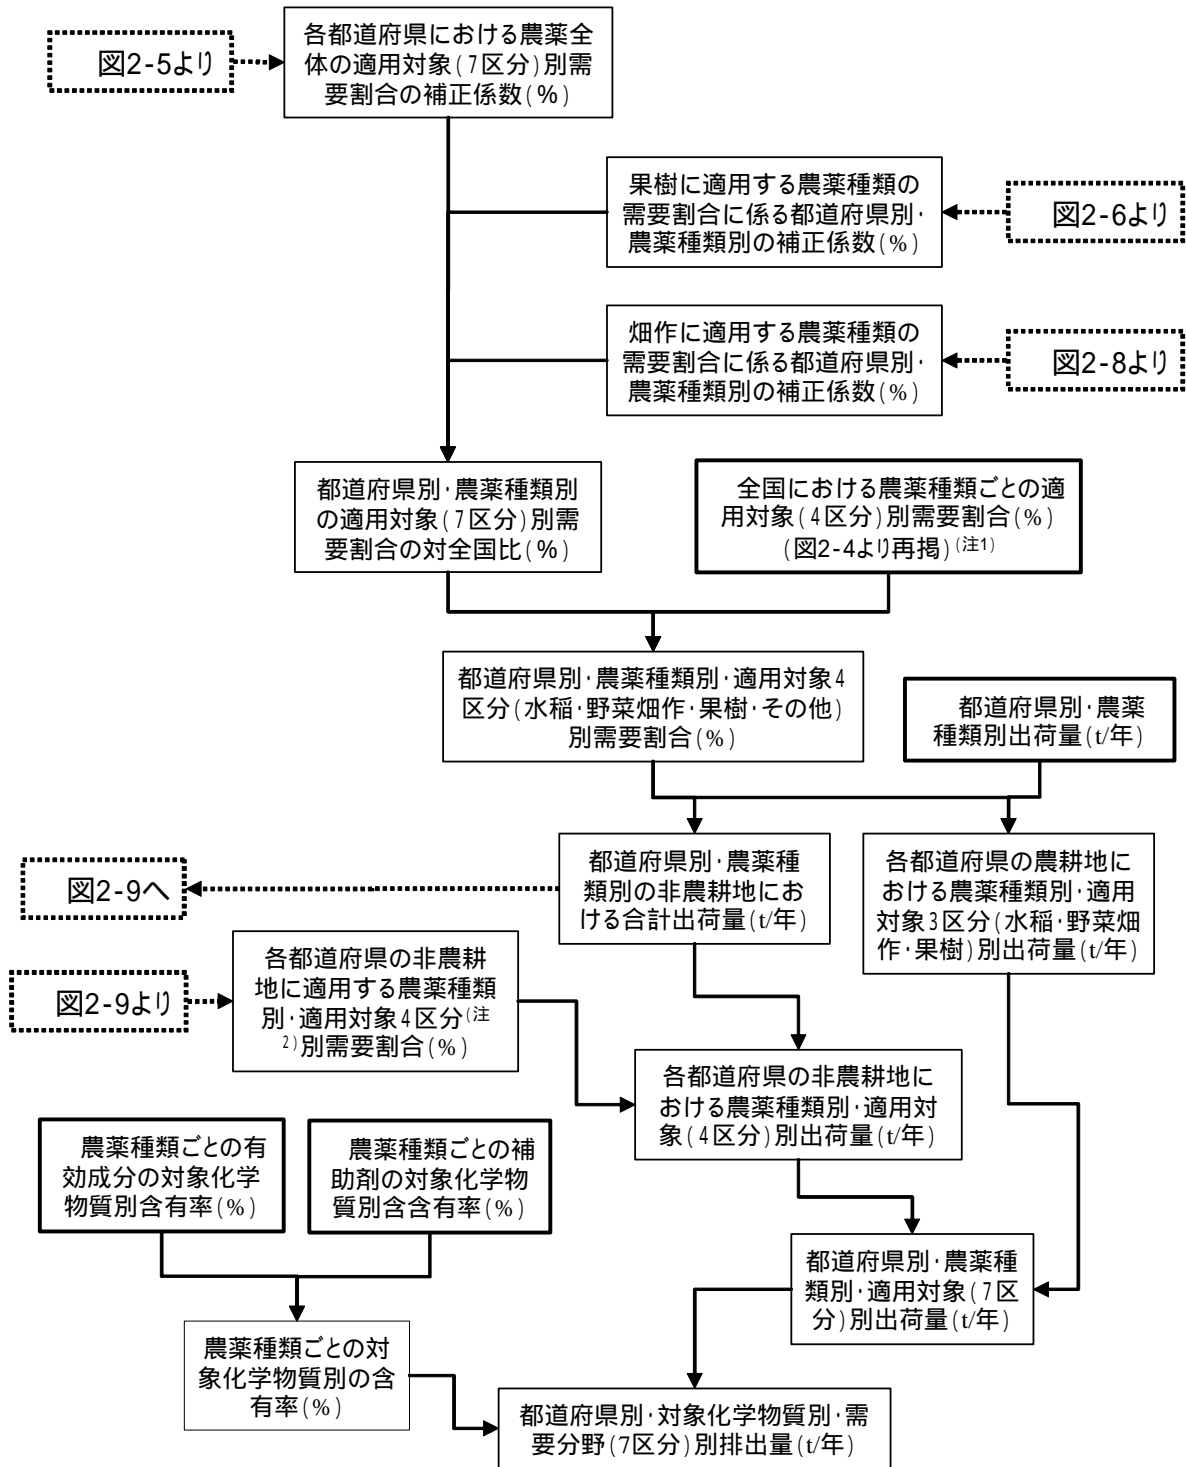 図2-5より
各都道府県における農薬全
体の適用対象(7区分)別需
要割合の補正係数(%)
果樹に適用する農薬種類の
需要割合に係る都道府県別・
農薬種類別の補正係数(%)
図2-6より
畑作に適用する農薬種類の
需要割合に係る都道府県別・
農薬種類別の補正係数(%)
図2-8より
都道府県別・農薬種類別
の適用対象(7区分)別需
要割合の対全国比(%)
全国における農薬種類ごとの適
用対象(4区分)別需要割合(%)
(図2-4より再掲)(注1)
都道府県別・農薬種類別・適用対象4
区分(水稲・野菜畑作・果樹・その他)
別需要割合(%)
都道府県別・農薬
種類別出荷量(t/年)
図2-9へ
都道府県別・農薬種
類別の非農耕地にお
ける合計出荷量(t/年)
各都道府県の農耕地に
おける農薬種類別・適用
対象3区分(水稲・野菜畑
作・果樹)別出荷量(t/年)
図2-9より
各都道府県の非農耕
地に適用する農薬種類
別・適用対象4区分(注
2)別需要割合(%)
各都道府県の非農耕地に
おける農薬種類別・適用対
象(4区分)別出荷量(t/年)
農薬種類ごとの有
効成分の対象化学
物質別含有率(%)
農薬種類ごとの補
助剤の対象化学物
質別含含有率(%)
都道府県別・農薬種
類別・適用対象(7区
分)別出荷量(t/年)
農薬種類ごとの対
象化学物質別の含
有率(%)
都道府県別・対象化学物質別・需
要分野(7区分)別排出量(t/年)